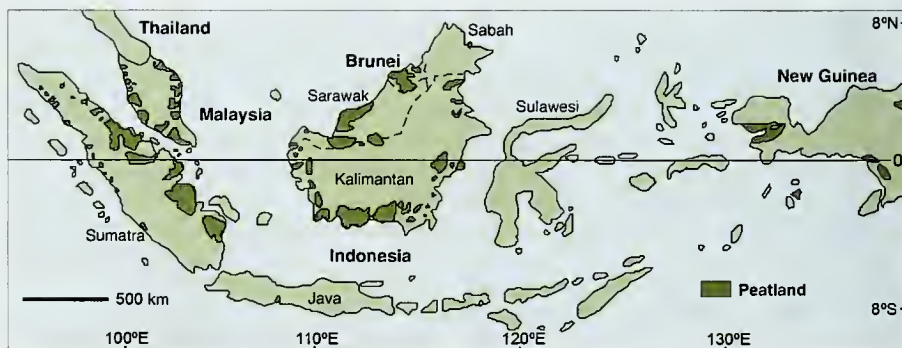 Thailand
Sabah
8ºN
Brunei
New Guinea
Sarawak
Malaysia
Sulawesi
0
Kalimantan
Sumatra
Indonesia
Peatland
500 km
Java
8ºS
100ºE
110ºE
120ºE
130ºE